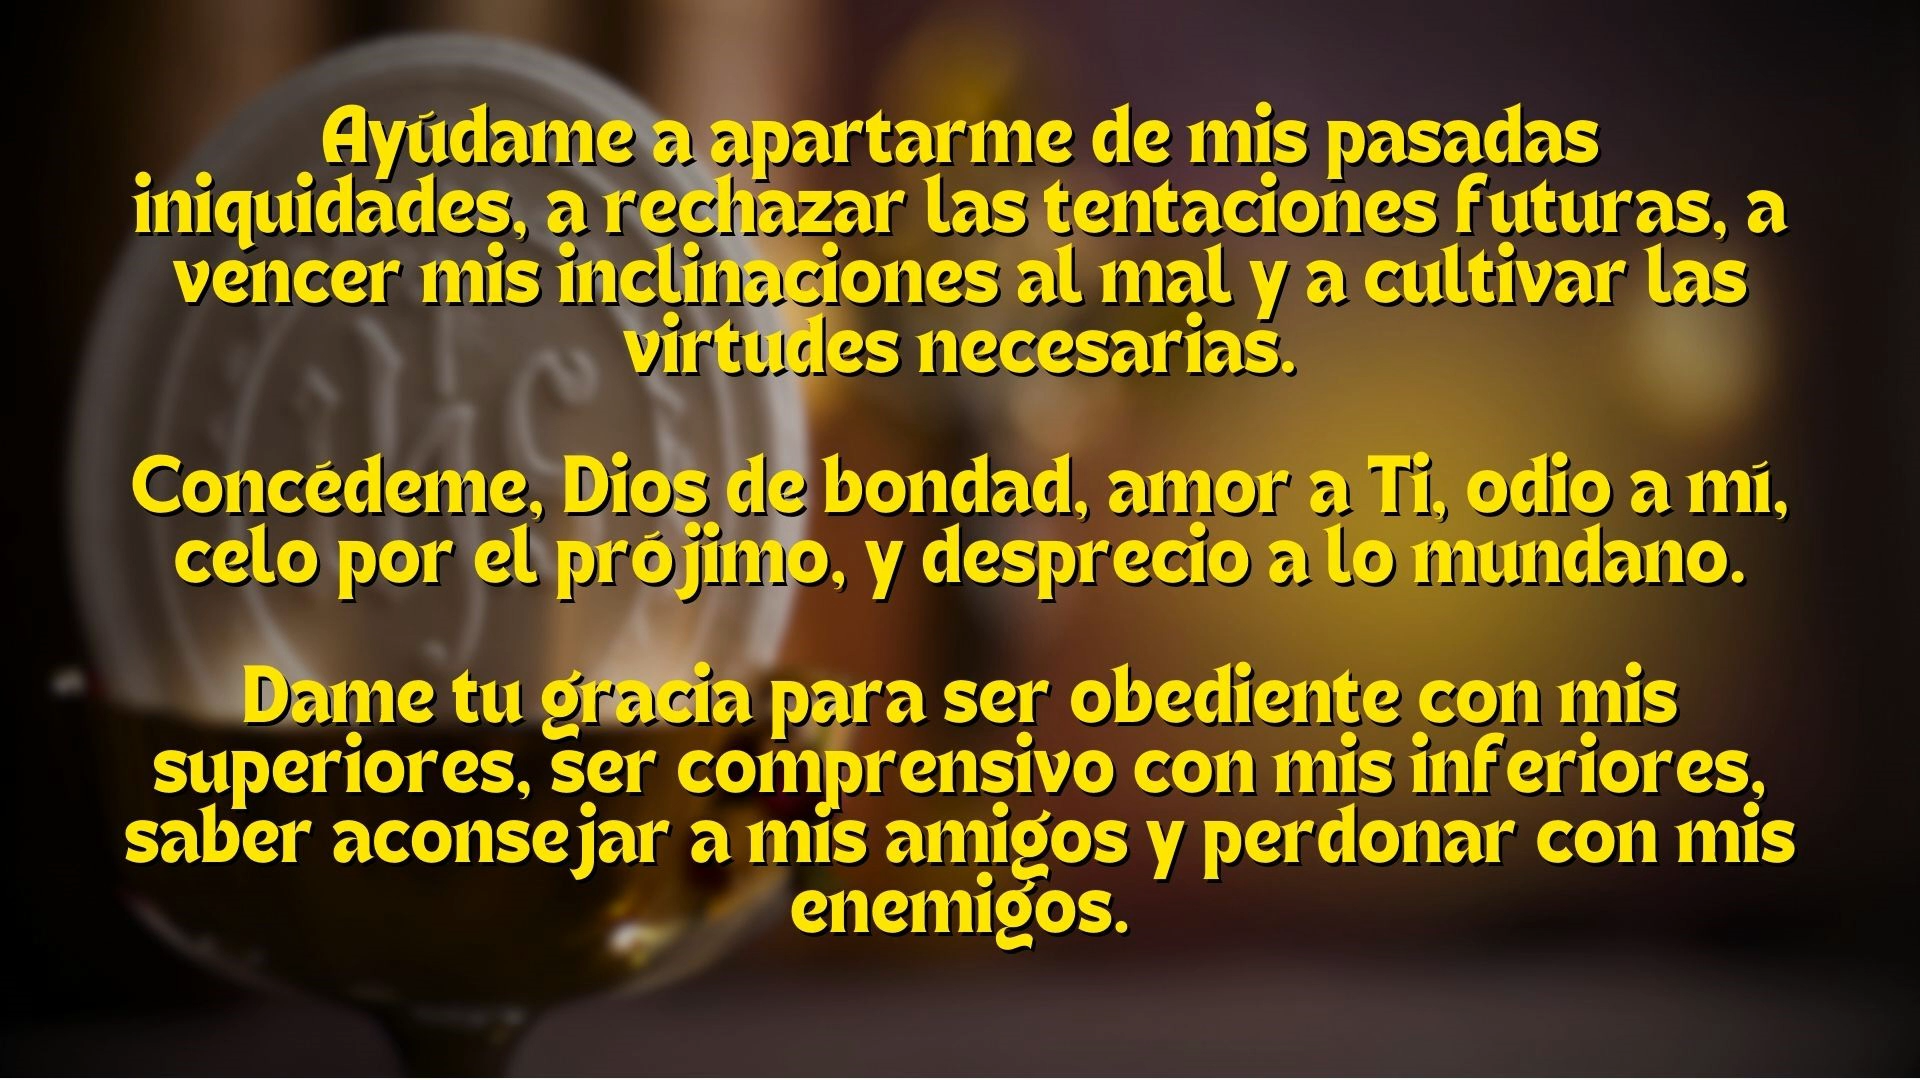 Ayúdame a apartarme de mis pasadas
iniquidades, a rechazar las tentaciones futuras, a
vencer mis inclinaciones al mal y a cultivar las
virtudes necesarias.
Concédeme, Dios de bondad, amor a Ti, odio a mí,
celo por el prójimo, y desprecio a lo mundano.
Dame tu gracia para ser obediente con mis
superiores, ser comprensivo con mis inferiores,
saber aconsejar a mis amigos y perdonar con mis
enemigos.